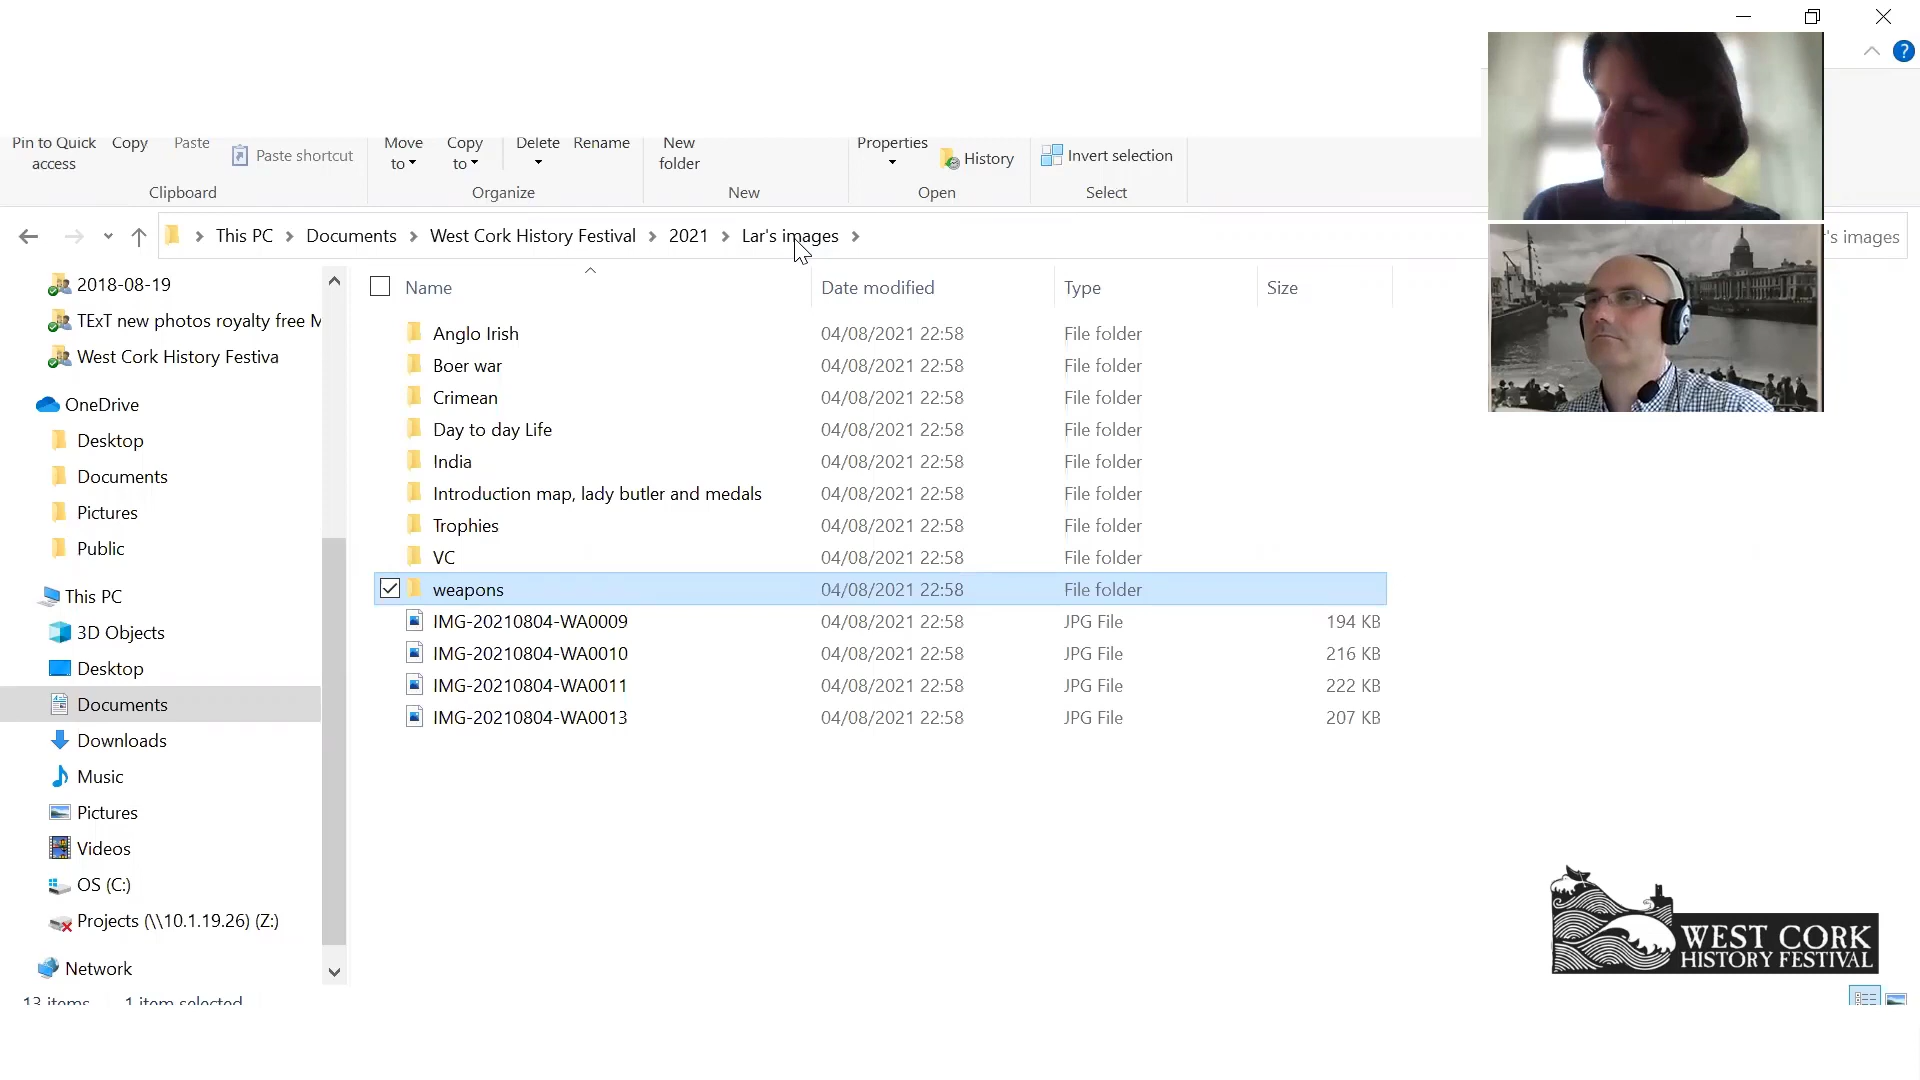 Pin to Quick access
Copy
Paste
Paste shortcut
Move to
Copy to
Delete
Rename
New folder
Properties
History
Invert selection
Clipboard
Organize
New
Open
Select
This PC > Documents > West Cork History Festival > 2021 > Lar's images >
's images
2018-08-19
TExT new photos royalty free M
West Cork History Festiva
OneDrive
Desktop
Documents
Pictures
Public
This PC
3D Objects
Desktop
Documents
Downloads
Music
Pictures
Videos
OS (C:)
Projects (\\10.1.19.26) (Z:)
Network
Name Date modified Type Size
Anglo Irish 04/08/2021 22:58 File folder
Boer war 04/08/2021 22:58 File folder
Crimean 04/08/2021 22:58 File folder
Day to day Life 04/08/2021 22:58 File folder
India 04/08/2021 22:58 File folder
Introduction map, lady butler and medals 04/08/2021 22:58 File folder
Trophies 04/08/2021 22:58 File folder
VC 04/08/2021 22:58 File folder
weapons 04/08/2021 22:58 File folder
IMG-20210804-WA0009 04/08/2021 22:58 JPG File 194 KB
IMG-20210804-WA0010 04/08/2021 22:58 JPG File 216 KB
IMG-20210804-WA0011 04/08/2021 22:58 JPG File 222 KB
IMG-20210804-WA0013 04/08/2021 22:58 JPG File 207 KB
WEST CORK
HISTORY FESTIVAL
13 items 1 item selected